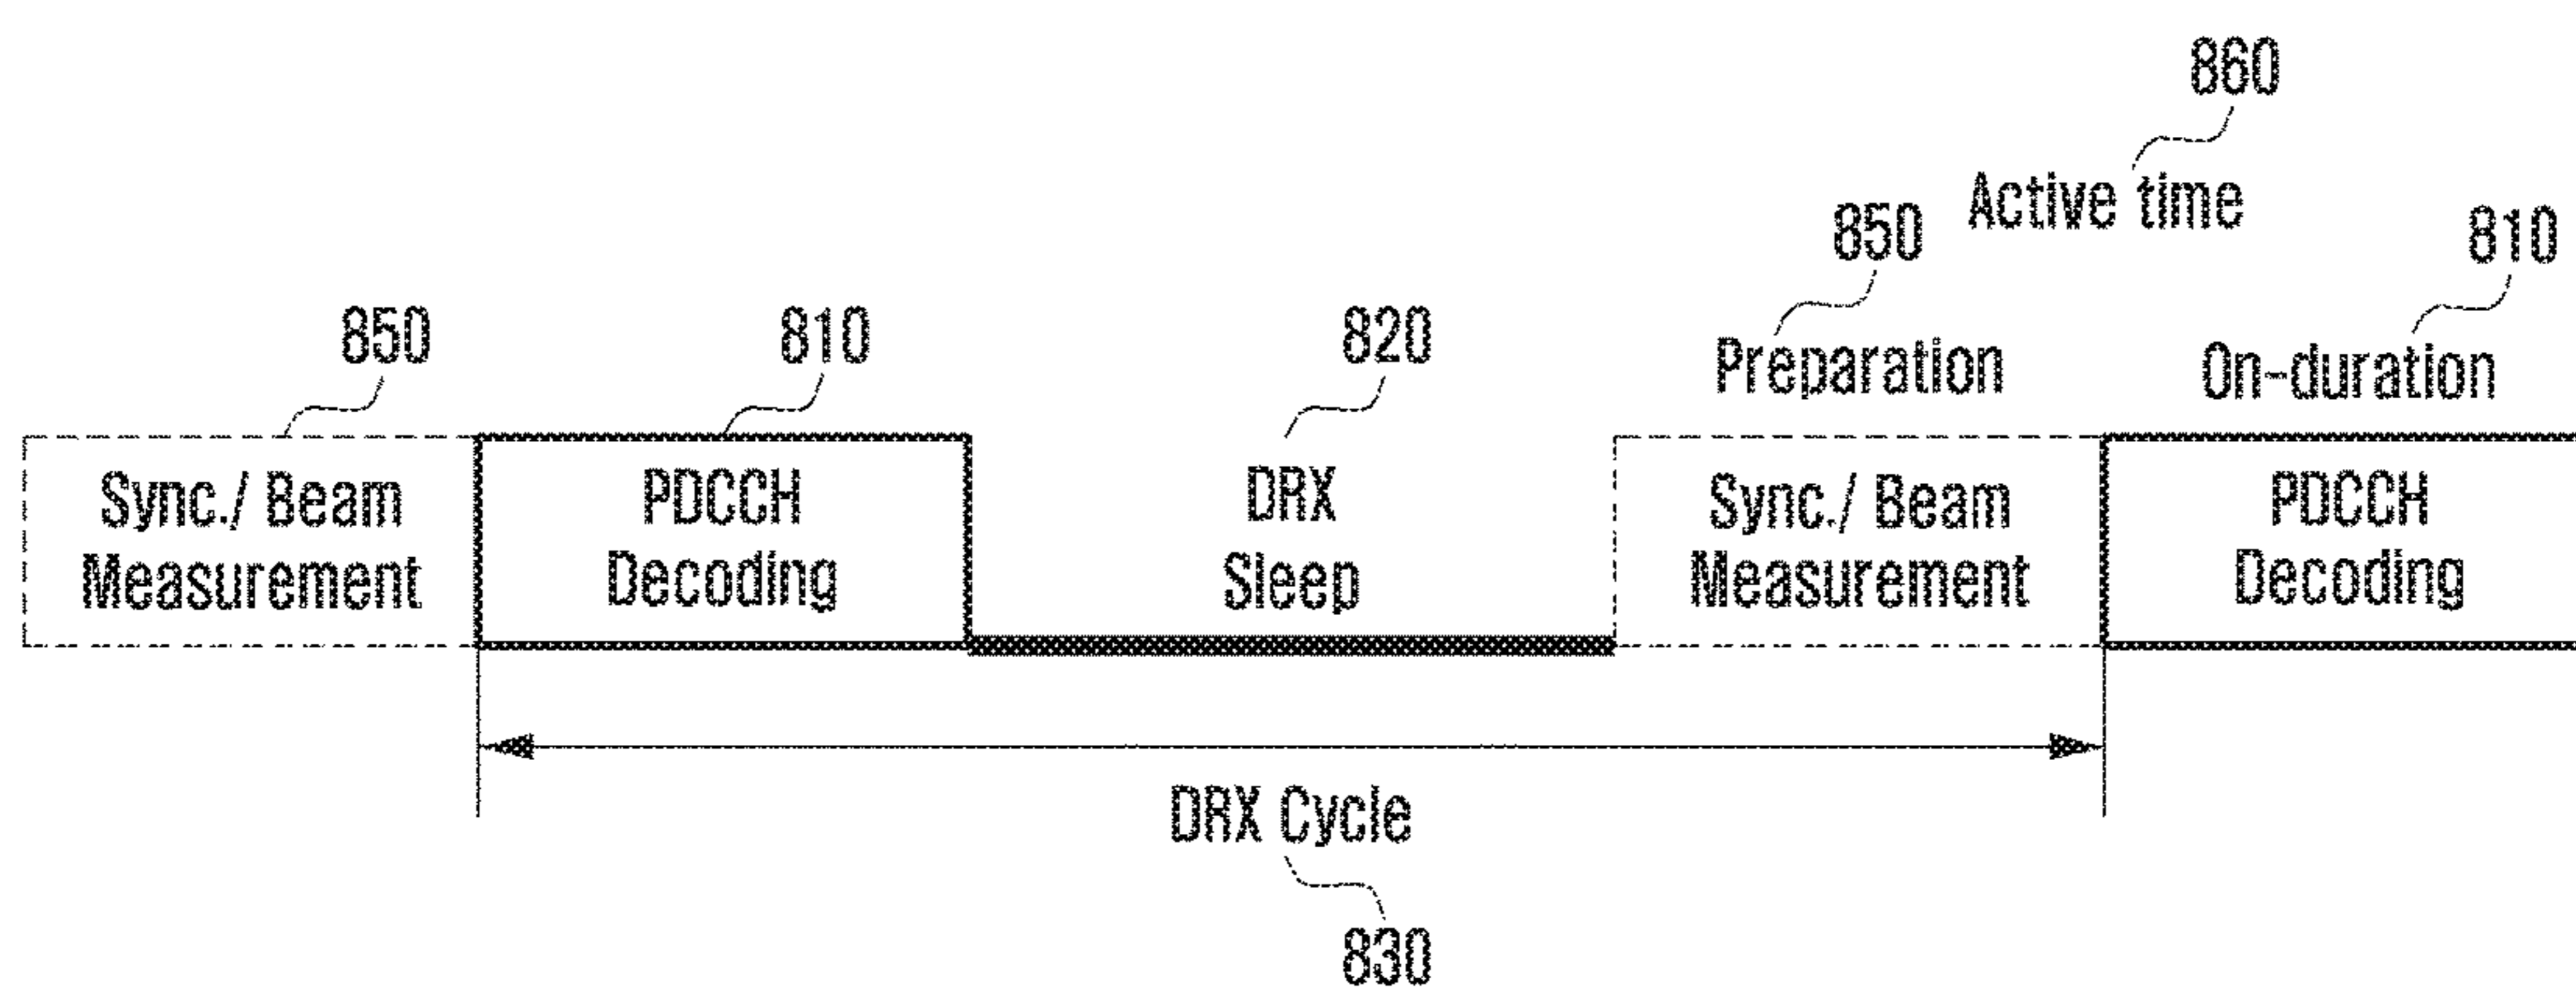 860
Active time
850
810
850
810
820
Preparation
On-duration
Sync./ Beam
Measurement
PDCCH
Decoding
DRX
Sleep
Sync./ Beam
Measurement
PDCCH
Decoding
DRX Cycle
830